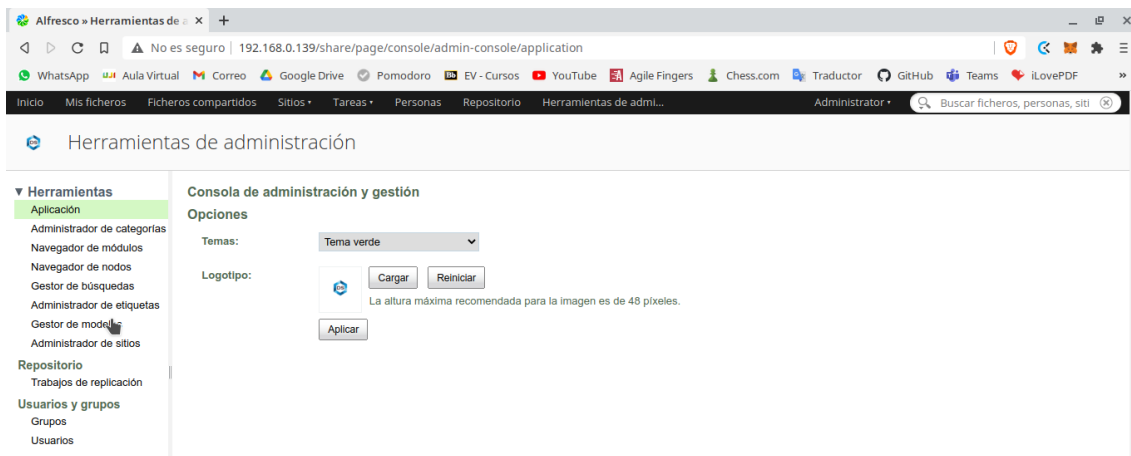 Alfresco » Herramientas de a
No es seguro | 192.168.0.139/share/page/console/admin-console/application
WhatsApp Aula Virtual Correo Google Drive Pomodoro EV - Cursos YouTube Agile Fingers Chess.com Traductor GitHub Teams iLovePDF »
Inicio Mis ficheros Ficheros compartidos Sitios Tareas Personas Repositorio Herramientas de admi... Administrator Buscar ficheros, personas, siti
Herramientas de administración
Herramientas
Aplicación
Administrador de categorías
Navegador de módulos
Navegador de nodos
Gestor de búsquedas
Administrador de etiquetas
Gestor de
Administrador de sitios
Repositorio
Trabajos de replicación
Usuarios y grupos
Grupos
Usuarios
Consola de administración y gestión
Opciones
Temas: Tema verde
Logotipo: Cargar Reiniciar
La altura máxima recomendada para la imagen es de 48 píxeles.
Aplicar